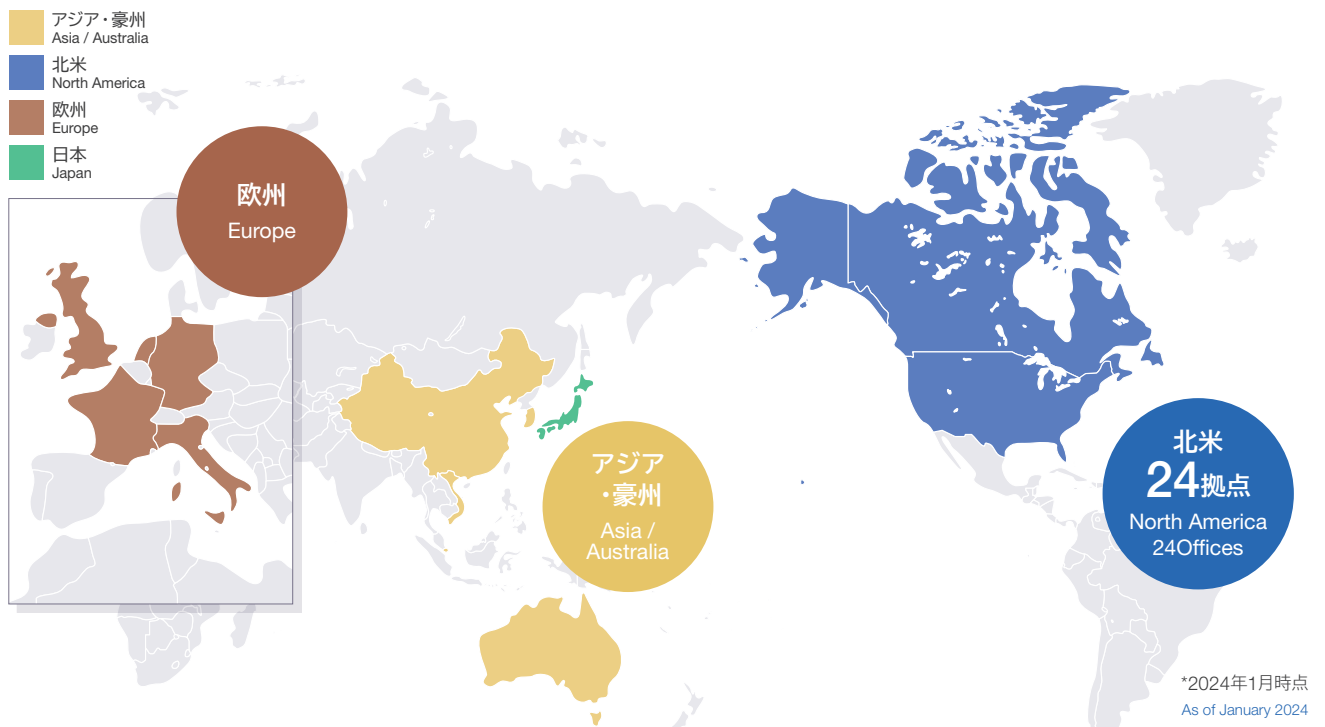 アジア・豪州
Asia / Australia
北米
North America
欧州
Europe
日本
Japan
欧州
Europe
アジア
・豪州
Asia /
Australia
北米
24拠点
North America
24Offices
*2024年1月時点
As of January 2024